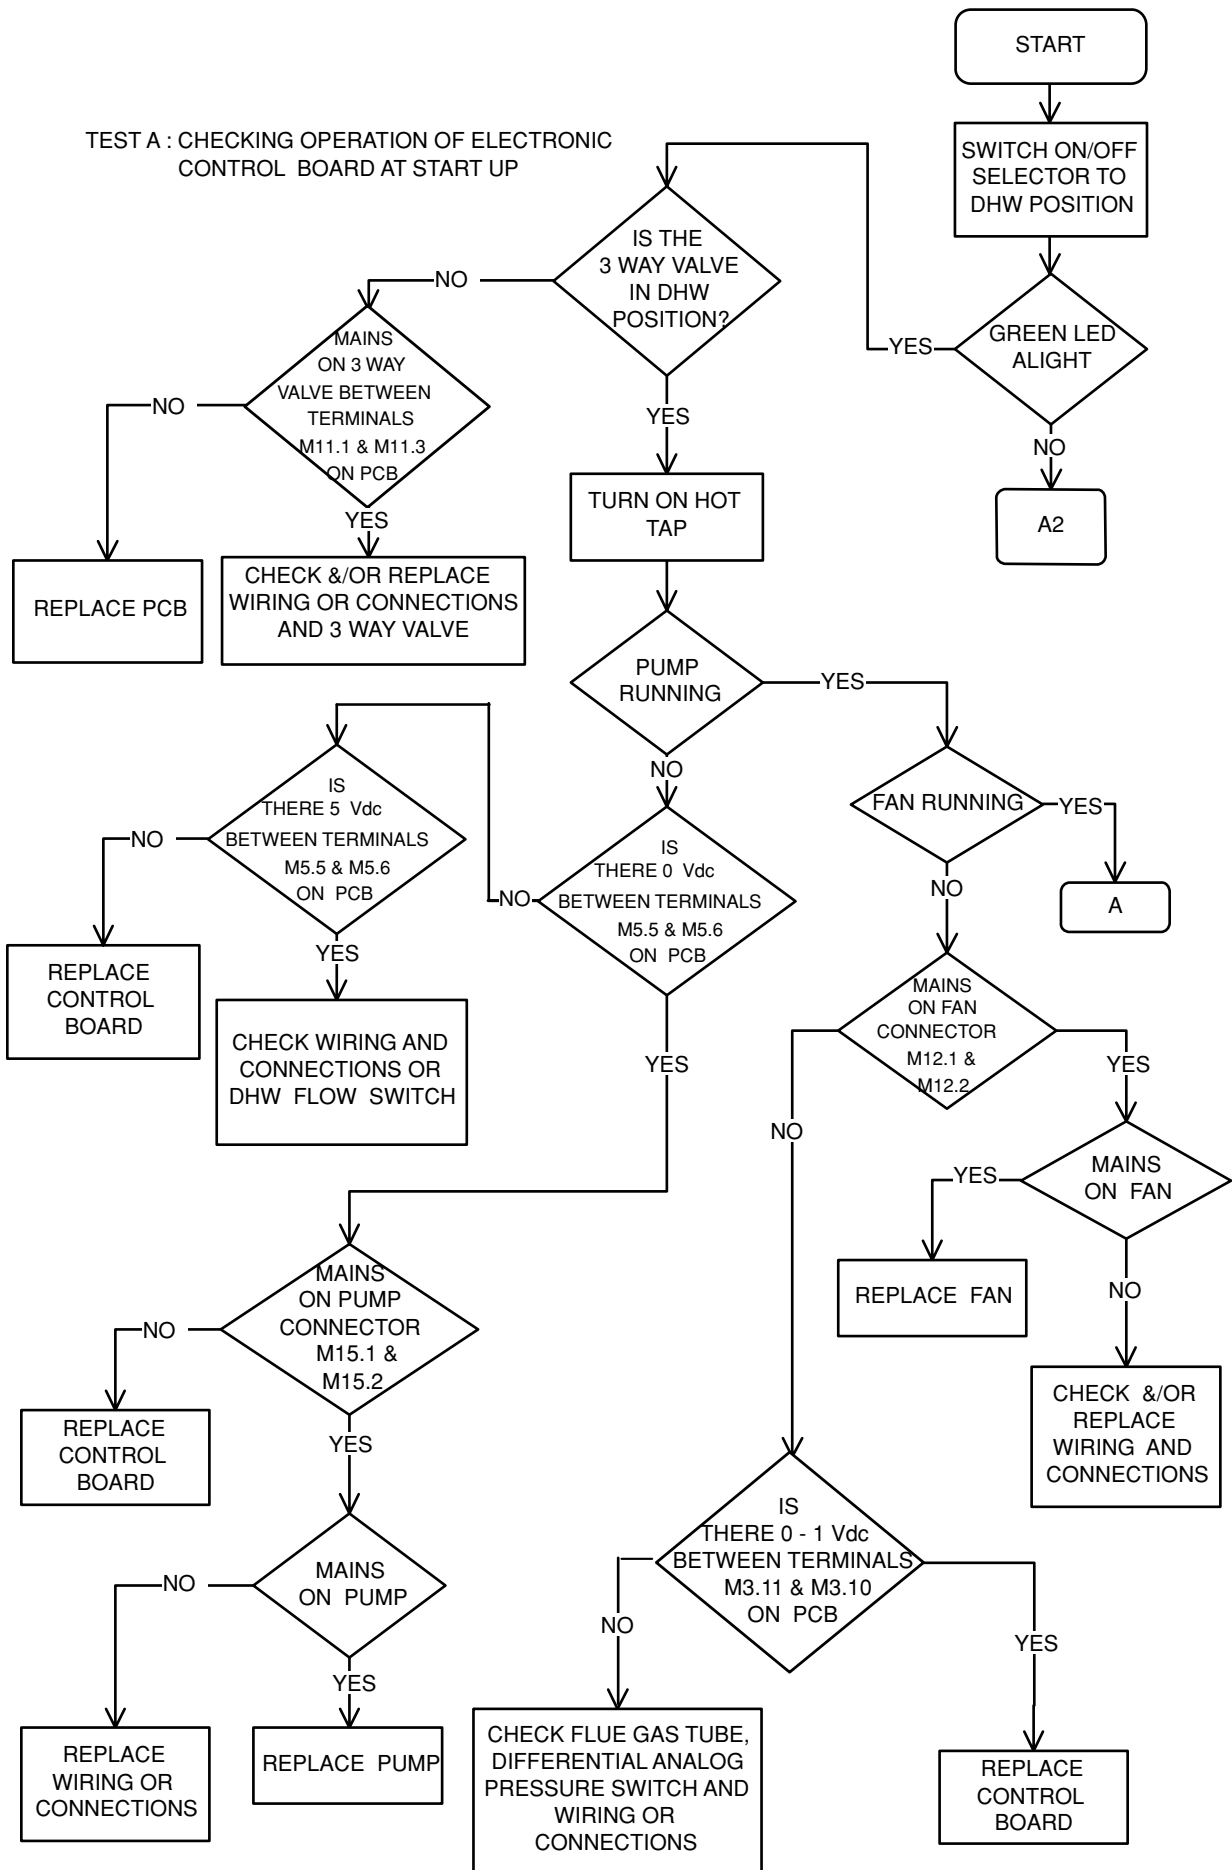 START
TEST A : CHECKING OPERATION OF ELECTRONIC
CONTROL BOARD AT START UP
SWITCH ON/OFF
SELECTOR TO
DHW POSITION
IS THE
3 WAY VALVE
IN DHW
POSITION?
NO
YES
GREEN LED
ALIGHT
MAINS
ON 3 WAY
VALVE BETWEEN
TERMINALS
M11.1 & M11.3
ON PCB
NO
YES
NO
YES
TURN ON HOT
TAP
A2
REPLACE PCB
CHECK &/OR REPLACE
WIRING OR CONNECTIONS
AND 3 WAY VALVE
PUMP
RUNNING
YES
NO
FAN RUNNING
YES
IS
THERE 5 Vdc
BETWEEN TERMINALS
M5.5 & M5.6
ON PCB
NO
IS
THERE 0 Vdc
BETWEEN TERMINALS
M5.5 & M5.6
ON PCB
NO
NO
A
YES
REPLACE
CONTROL
BOARD
CHECK WIRING AND
CONNECTIONS OR
DHW FLOW SWITCH
YES
MAINS
ON FAN
CONNECTOR
M12.1 &
M12.2
YES
NO
MAINS
ON FAN
YES
NO
REPLACE FAN
MAINS
ON PUMP
CONNECTOR
M15.1 &
M15.2
NO
YES
REPLACE
CONTROL
BOARD
CHECK &/OR
REPLACE
WIRING AND
CONNECTIONS
IS
THERE 0 - 1 Vdc
BETWEEN TERMINALS
M3.11 & M3.10
ON PCB
MAINS
ON PUMP
NO
YES
NO
YES
REPLACE
WIRING OR
CONNECTIONS
REPLACE PUMP
CHECK FLUE GAS TUBE,
DIFFERENTIAL ANALOG
PRESSURE SWITCH AND
WIRING OR
CONNECTIONS
REPLACE
CONTROL
BOARD